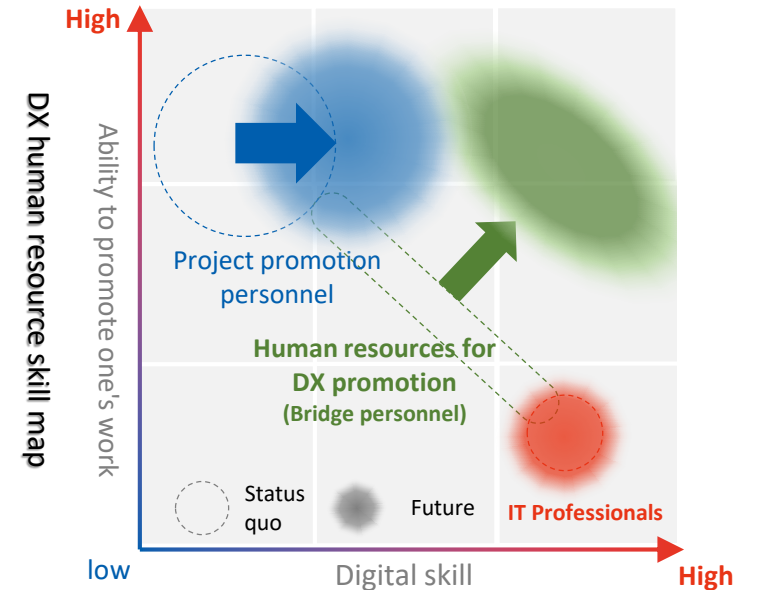 High
DX human resource skill map
Ability to promote one's work
Project promotion
personnel
Human resources for
DX promotion
(Bridge personnel)
Status
quo
Future
IT Professionals
low
Digital skill
High